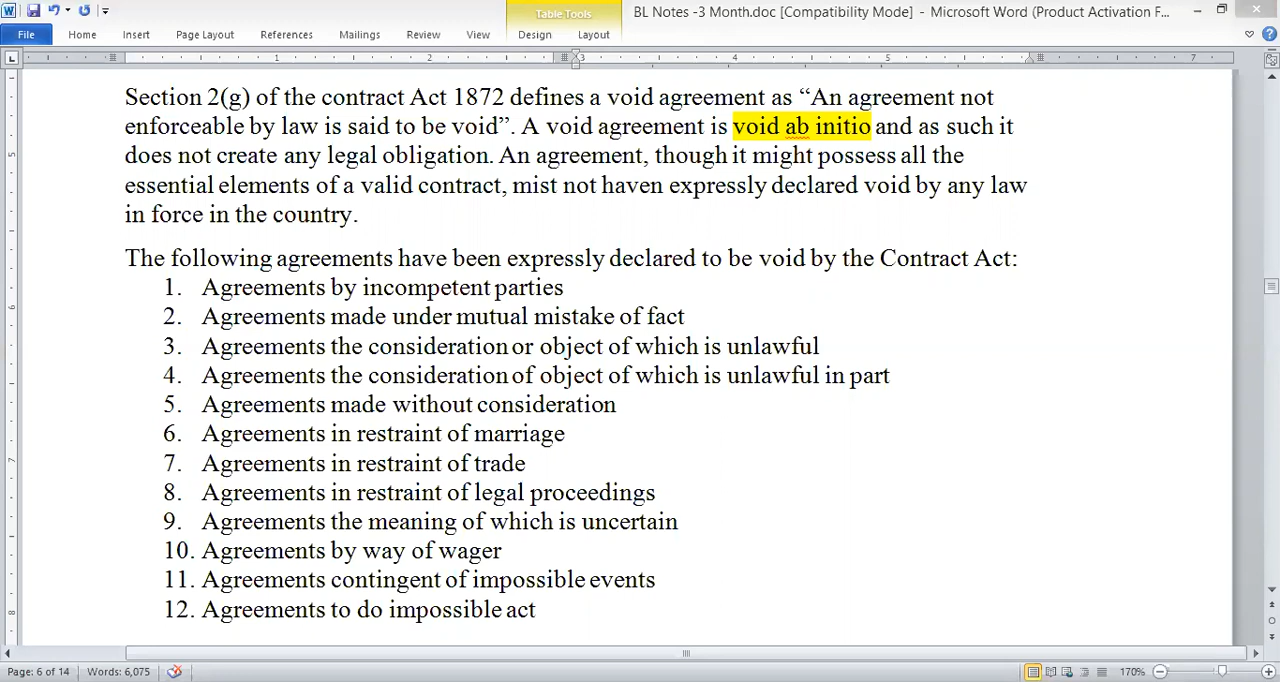 Table Tools
BL Notes -3 Month.doc [Compatibility Mode] - Microsoft Word (Product Activation F...
File Home Insert Page Layout References Mailings Review View Design Layout
1 2 3 4 5 6 7
Section 2(g) of the contract Act 1872 defines a void agreement as “An agreement not
enforceable by law is said to be void”. A void agreement is void ab initio and as such it
does not create any legal obligation. An agreement, though it might possess all the
essential elements of a valid contract, mist not haven expressly declared void by any law
in force in the country.
The following agreements have been expressly declared to be void by the Contract Act:
1. Agreements by incompetent parties
2. Agreements made under mutual mistake of fact
3. Agreements the consideration or object of which is unlawful
4. Agreements the consideration of object of which is unlawful in part
5. Agreements made without consideration
6. Agreements in restraint of marriage
7. Agreements in restraint of trade
8. Agreements in restraint of legal proceedings
9. Agreements the meaning of which is uncertain
10. Agreements by way of wager
11. Agreements contingent of impossible events
12. Agreements to do impossible act
Page: 6 of 14 Words: 6,075 170%